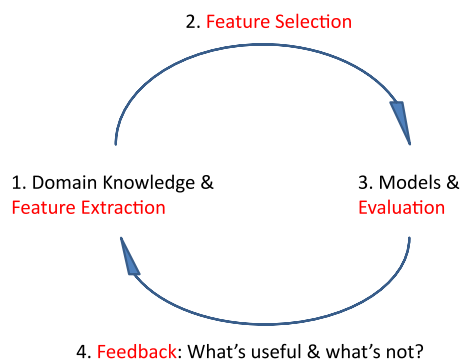 2. Feature Selection
1. Domain Knowledge &
Feature Extraction
3. Models &
Evaluation
4. Feedback: What's useful & what's not?